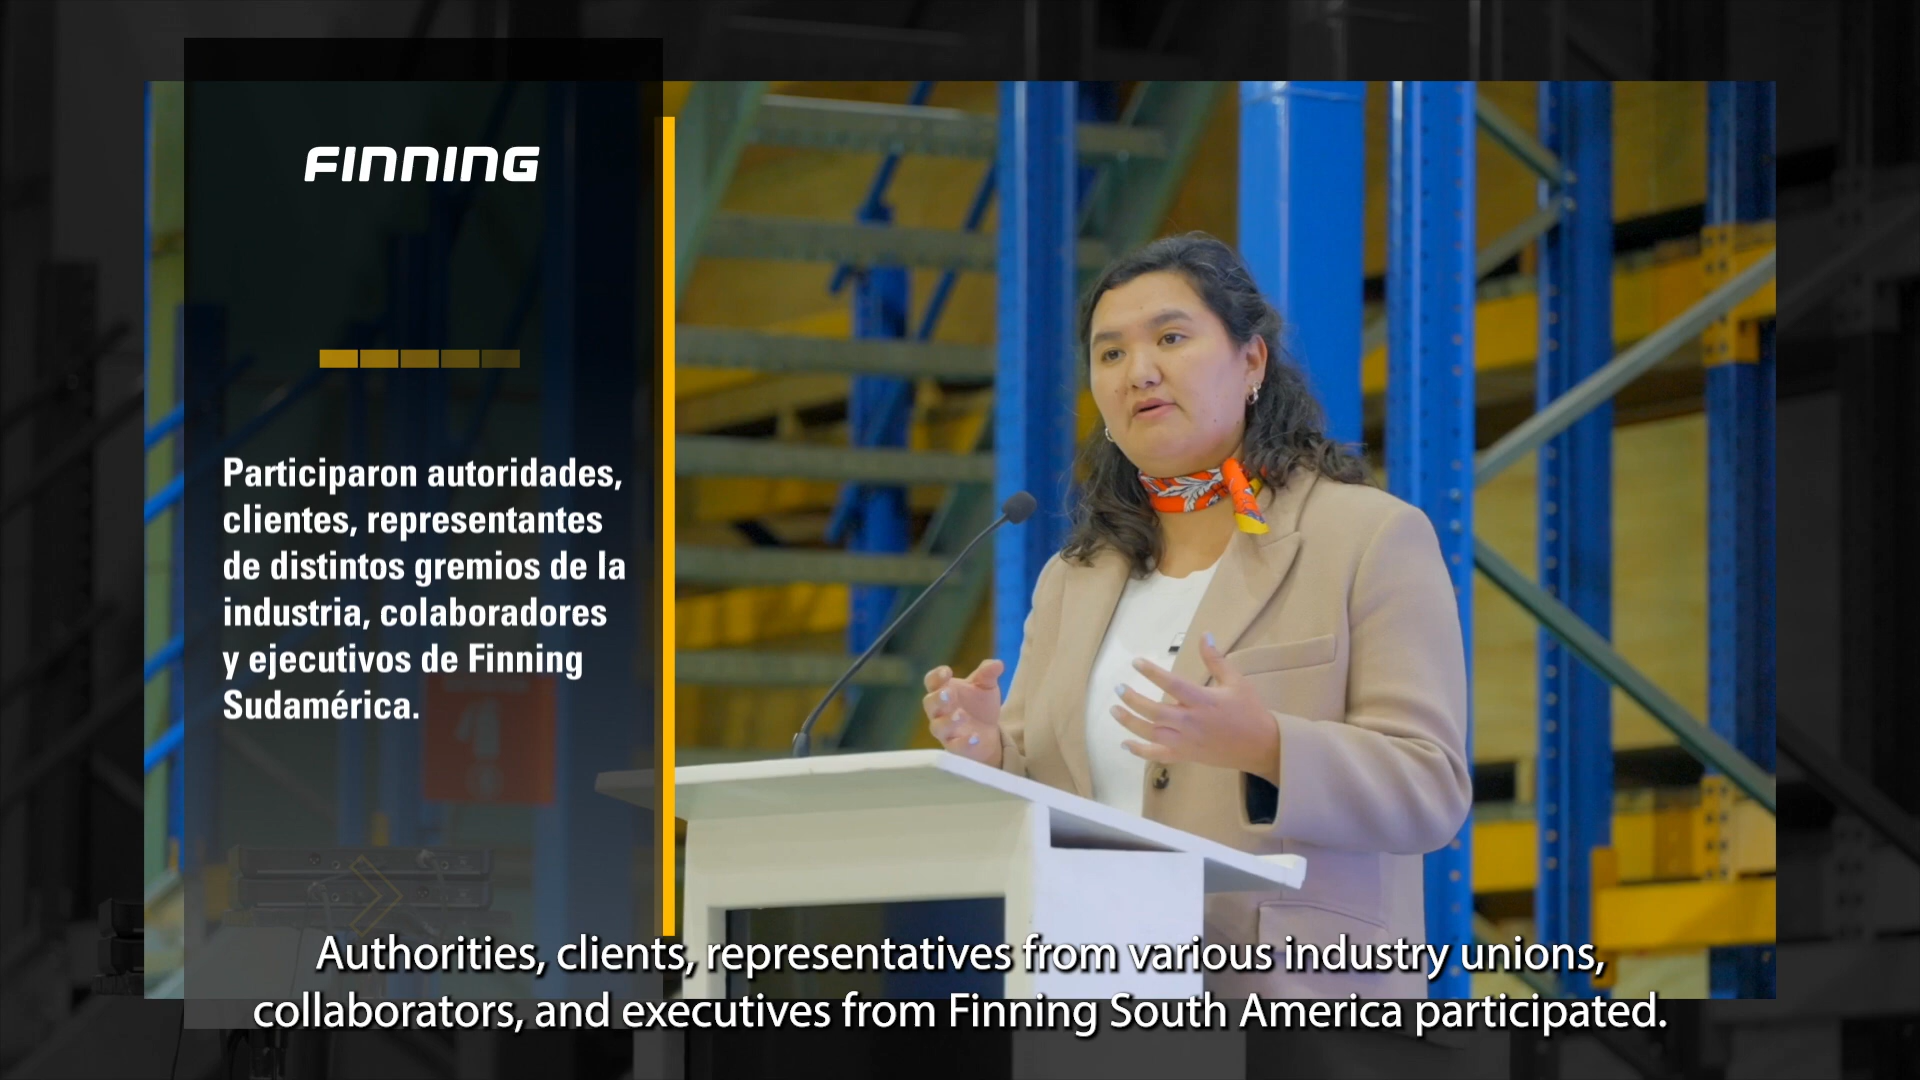 FINNING
Participaron autoridades,
clientes, representantes
de distintos gremios de la
industria, colaboradores
y ejecutivos de Finning
Sudamérica.
Authorities, clients, representatives from various industry unions,
collaborators, and executives from Finning South America participated.